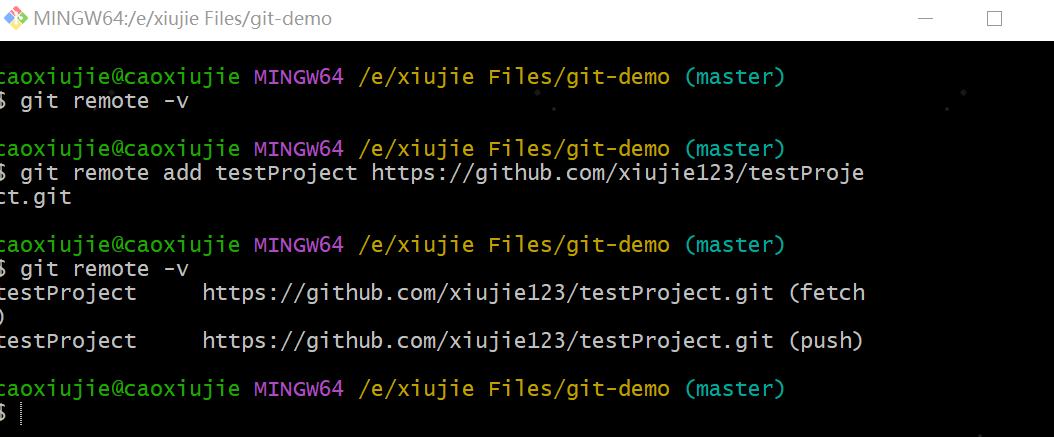 MINGW64:/e/xiujie Files/git-demo
caoxiujie@caoxiujie MINGW64 /e/xiujie Files/git-demo (master)
$ git remote -v
caoxiujie@caoxiujie MINGW64 /e/xiujie Files/git-demo (master)
$ git remote add testProject https://github.com/xiujie123/testProje
ct.git
caoxiujie@caoxiujie MINGW64 /e/xiujie Files/git-demo (master)
$ git remote -v
testProject     https://github.com/xiujie123/testProject.git (fetch
)
testProject     https://github.com/xiujie123/testProject.git (push)
caoxiujie@caoxiujie MINGW64 /e/xiujie Files/git-demo (master)
$